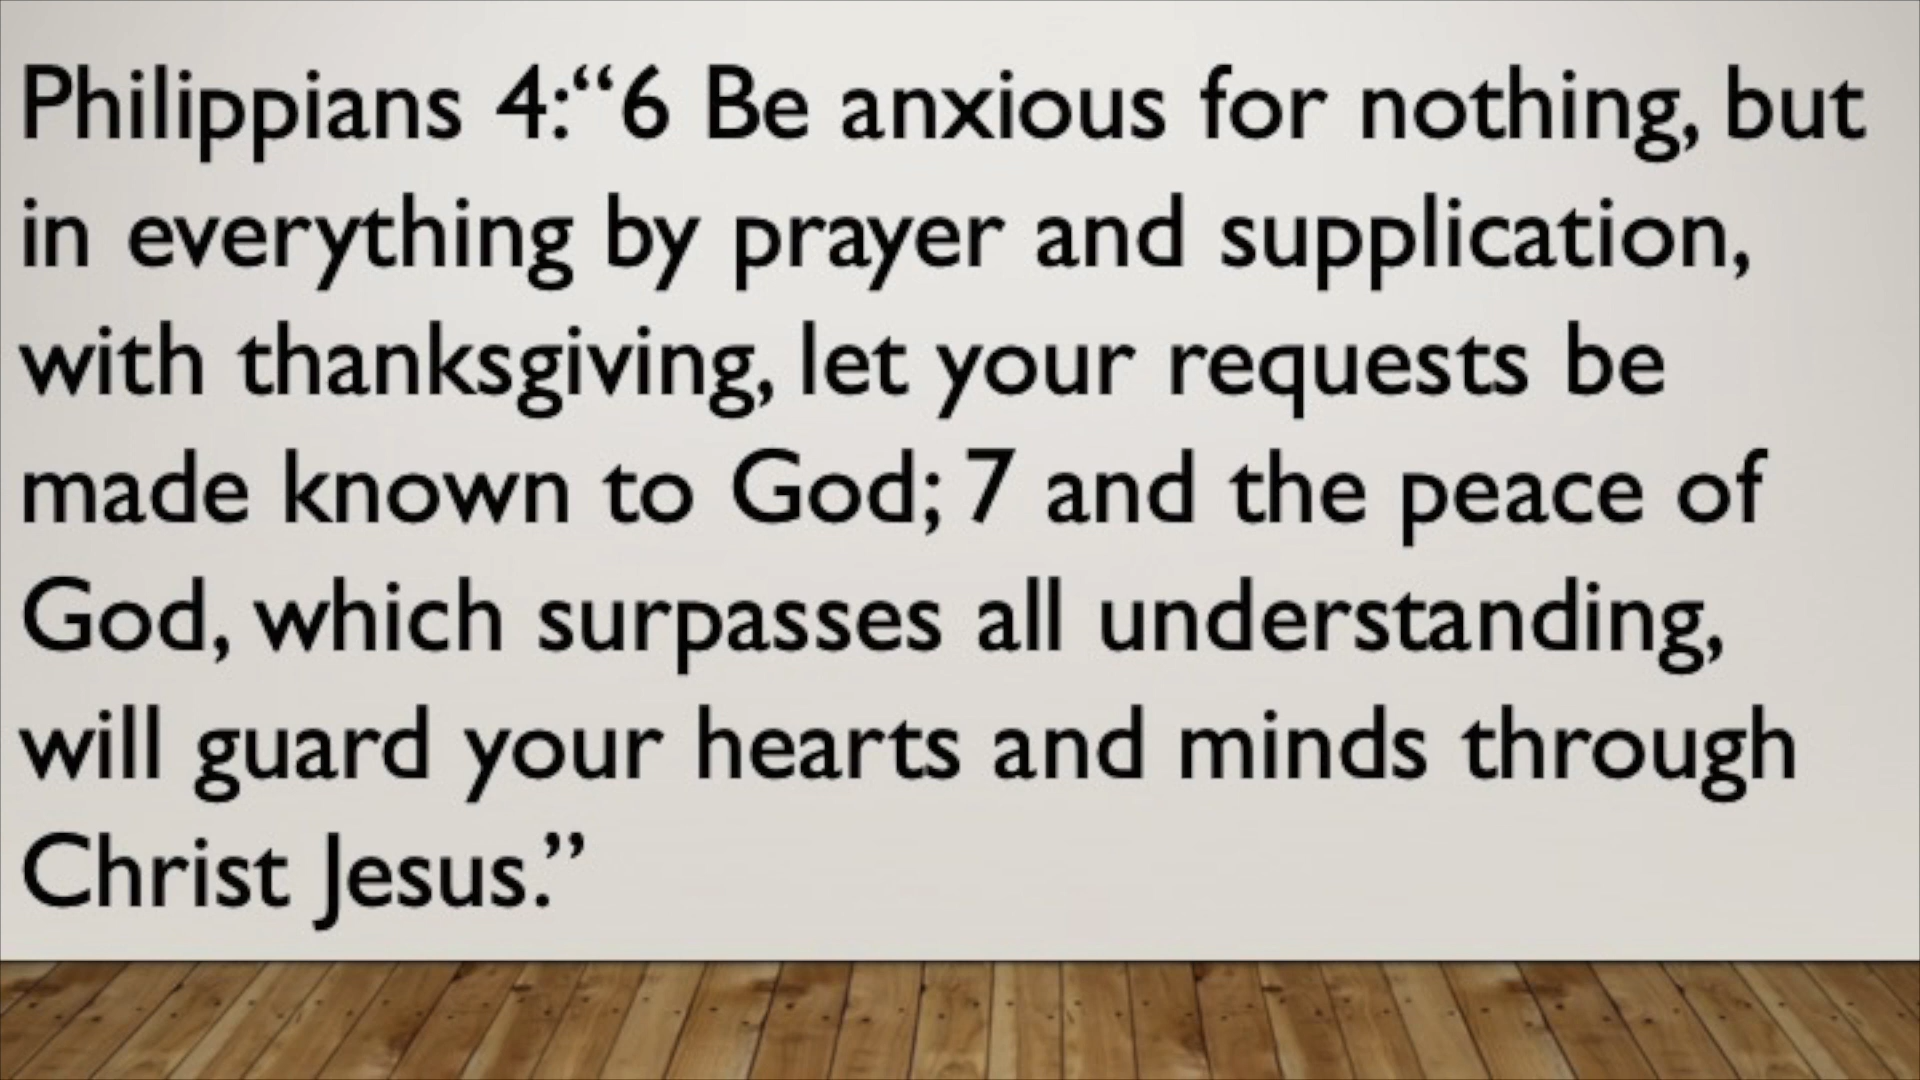 Philippians 4:“6 Be anxious for nothing, but
in everything by prayer and supplication,
with thanksgiving, let your requests be
made known to God; 7 and the peace of
God, which surpasses all understanding,
will guard your hearts and minds through
Christ Jesus.”